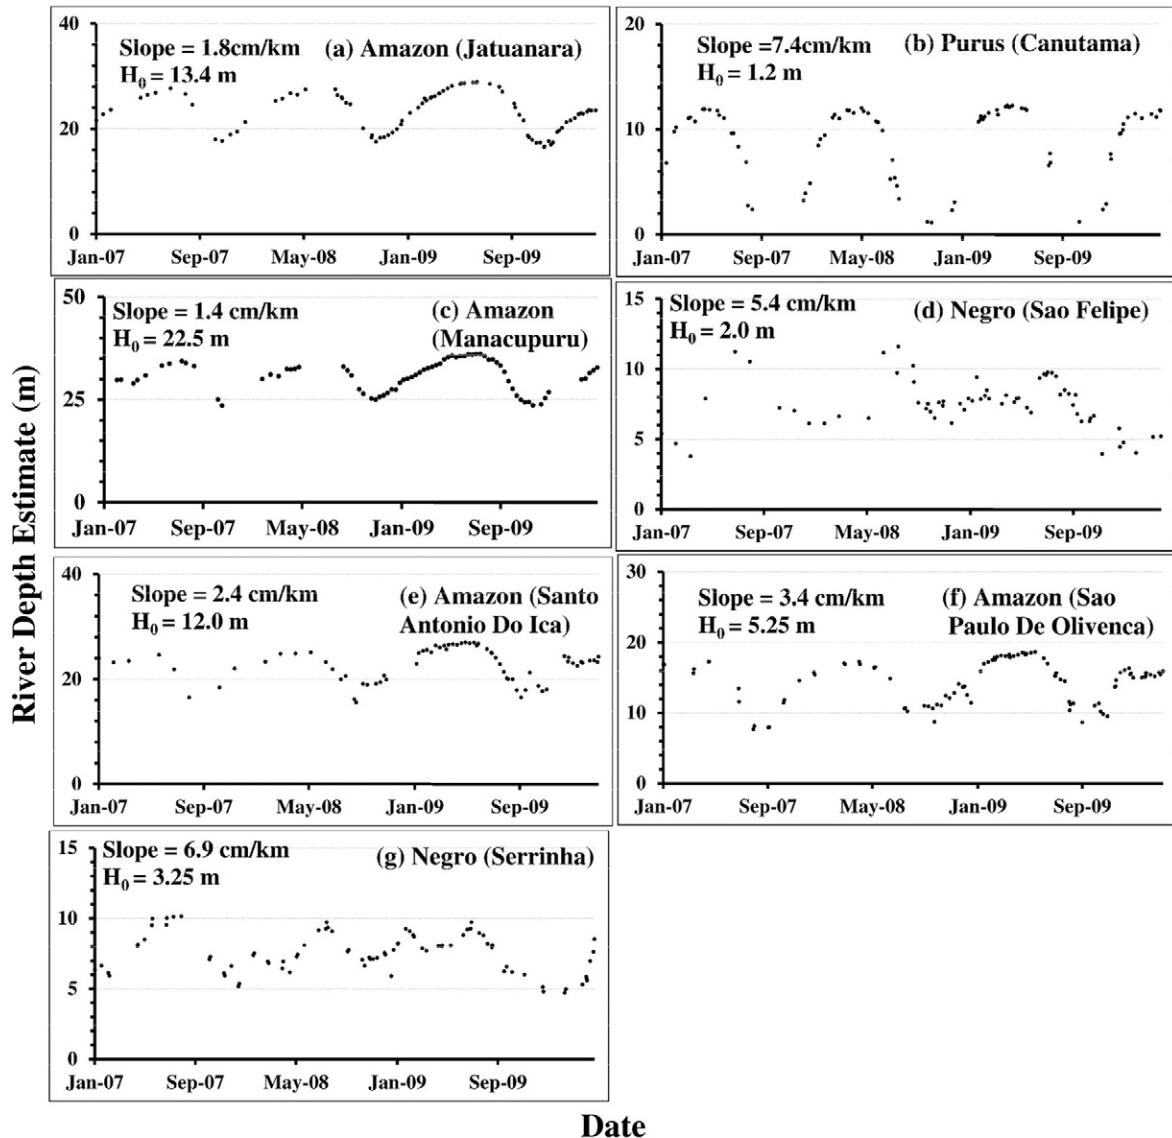 River Depth Estimate (m)
40
20
0
Slope = 1.8cm/km
H₀ = 13.4 m
(a) Amazon (Jatuanara)
Jan-07 Sep-07 May-08 Jan-09 Sep-09
20
10
0
Slope =7.4cm/km
H₀ = 1.2 m
(b) Purus (Canutama)
Jan-07 Sep-07 May-08 Jan-09 Sep-09
50
25
0
Slope = 1.4 cm/km
H₀ = 22.5 m
(c) Amazon
(Manacupuru)
Jan-07 Sep-07 May-08 Jan-09 Sep-09
15
10
5
0
Slope = 5.4 cm/km
H₀ = 2.0 m
(d) Negro (Sao Felipe)
Jan-07 Sep-07 May-08 Jan-09 Sep-09
40
20
0
Slope = 2.4 cm/km
H₀ = 12.0 m
(e) Amazon (Santo
Antonio Do Ica)
Jan-07 Sep-07 May-08 Jan-09 Sep-09
30
20
10
0
Slope = 3.4 cm/km
H₀ = 5.25 m
(f) Amazon (Sao
Paulo De Olivenca)
Jan-07 Sep-07 May-08 Jan-09 Sep-09
15
10
5
0
Slope = 6.9 cm/km
H₀ = 3.25 m
(g) Negro (Serrinha)
Jan-07 Sep-07 May-08 Jan-09 Sep-09
Date